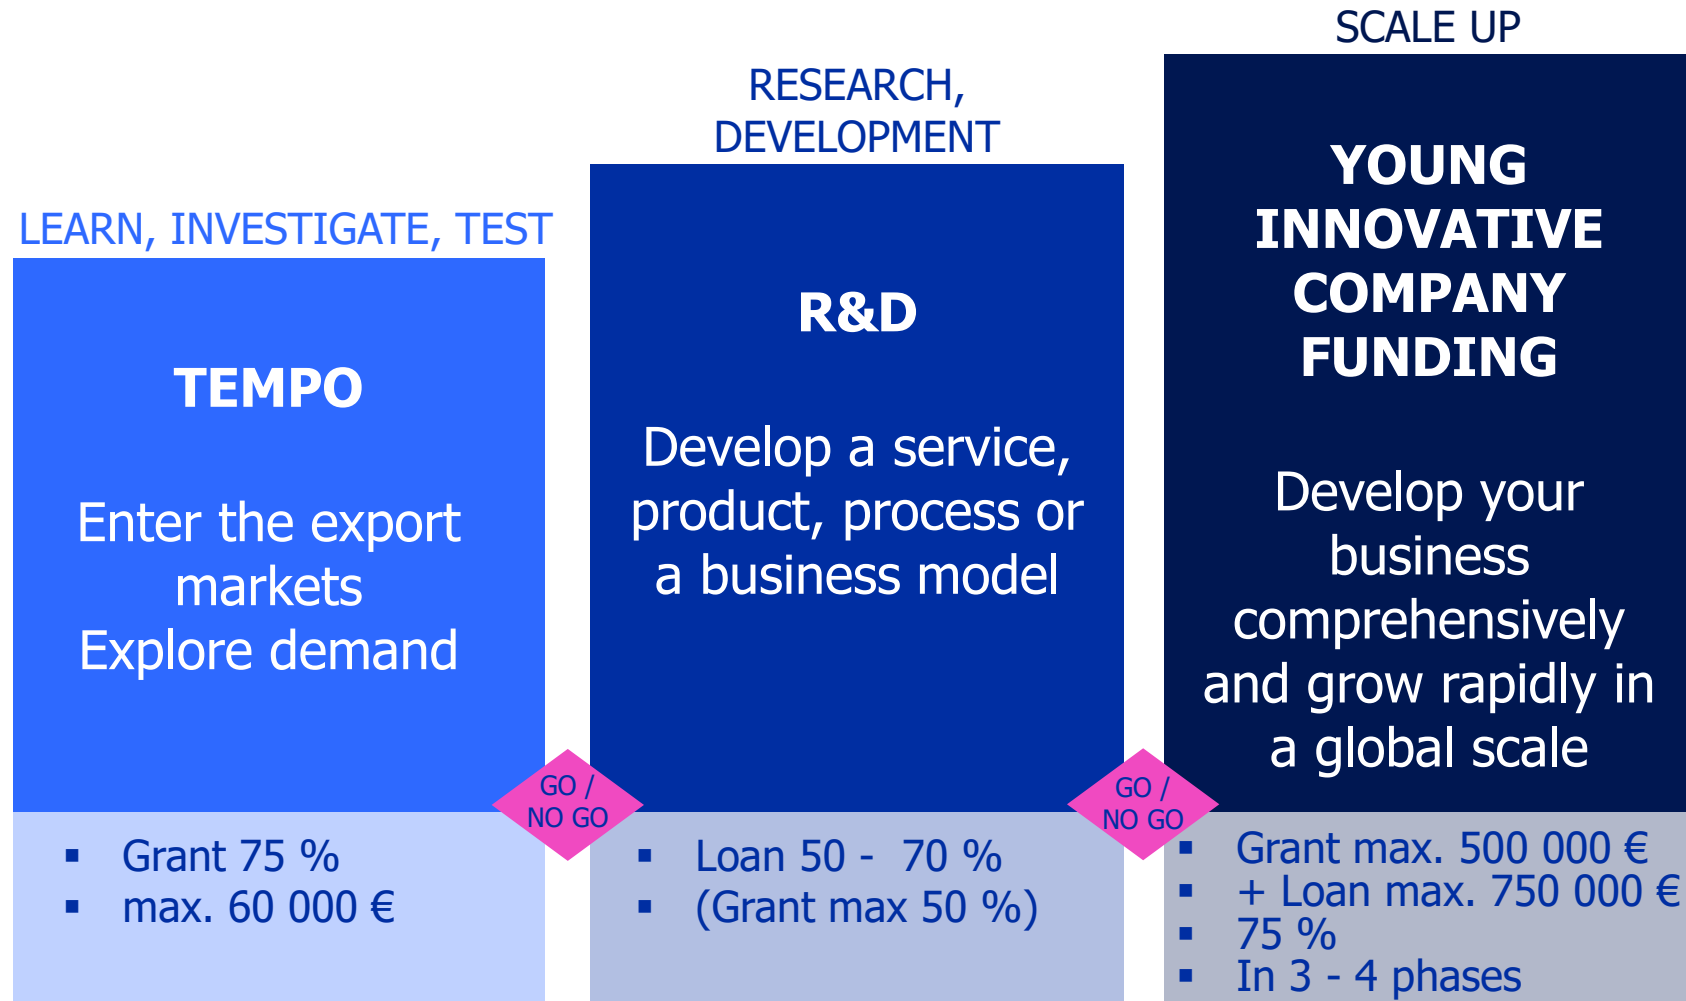 LEARN, INVESTIGATE, TEST
TEMPO
Enter the export
markets
Explore demand
▪ Grant 75 %
▪ max. 60 000 €
GO /
NO GO
RESEARCH,
DEVELOPMENT
R&D
Develop a service,
product, process or
a business model
▪ Loan 50 - 70 %
▪ (Grant max 50 %)
GO /
NO GO
SCALE UP
YOUNG
INNOVATIVE
COMPANY
FUNDING
Develop your
business
comprehensively
and grow rapidly in
a global scale
▪ Grant max. 500 000 €
▪ + Loan max. 750 000 €
▪ 75 %
▪ In 3 - 4 phases